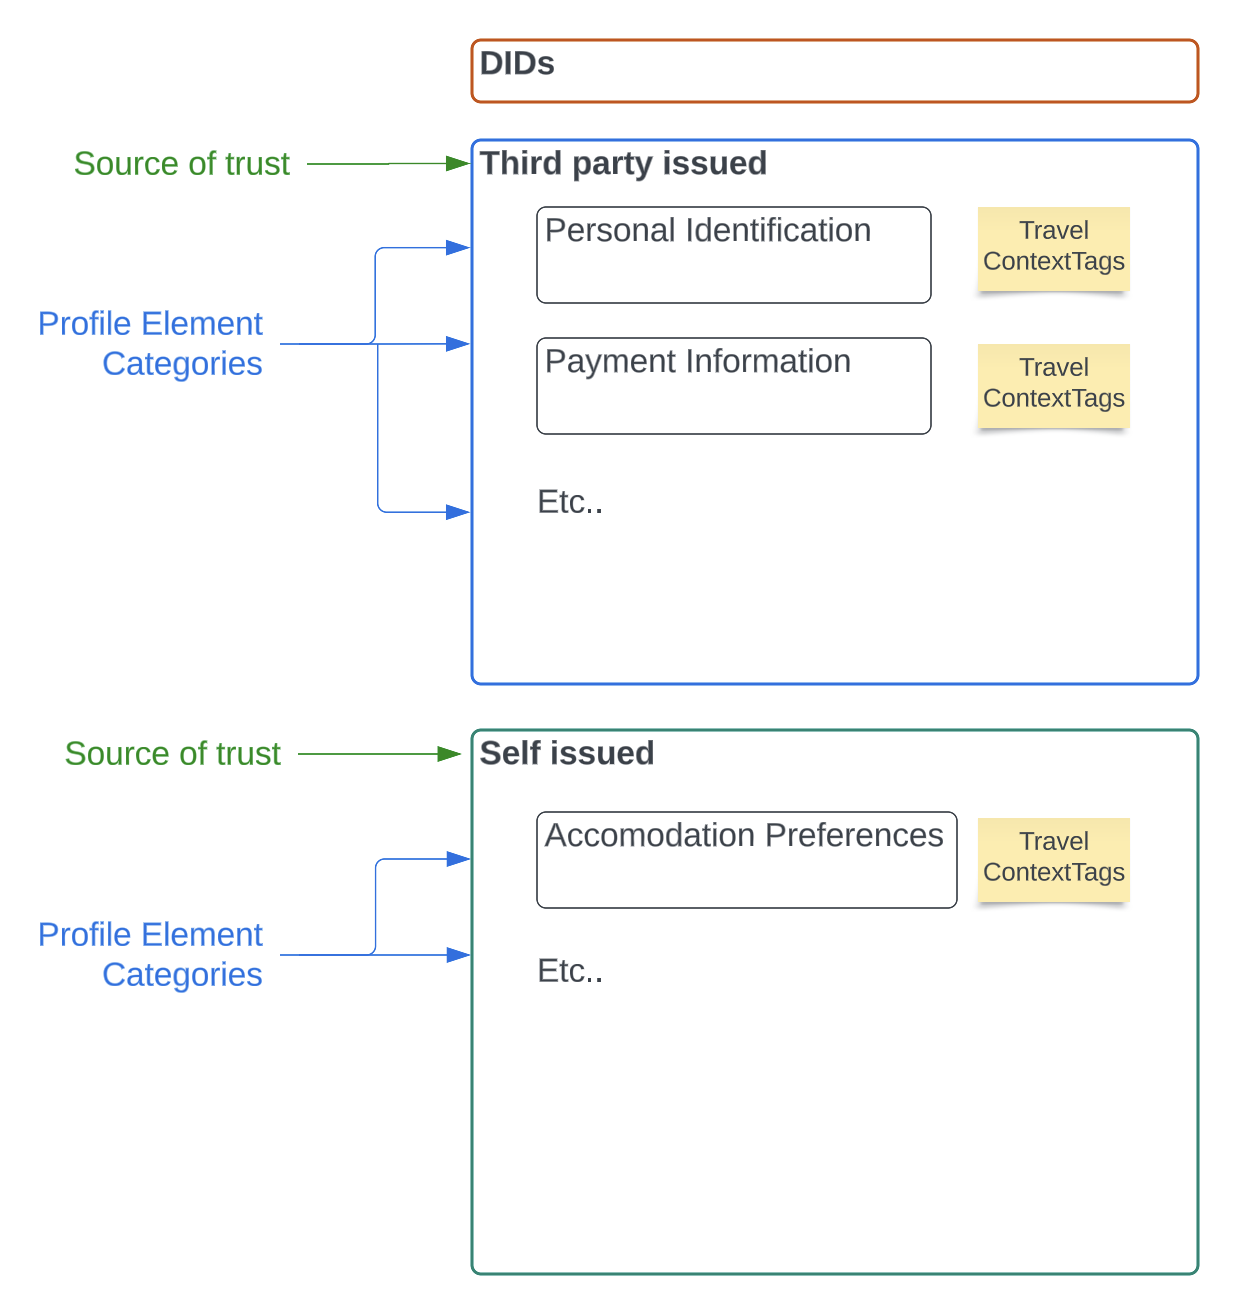 DIDs
Source of trust
Third party issued
Personal Identification
Travel
ContextTags
Profile Element
Categories
Payment Information
Travel
ContextTags
Etc..
Source of trust
Self issued
Accomodation Preferences
Travel
ContextTags
Profile Element
Categories
Etc..